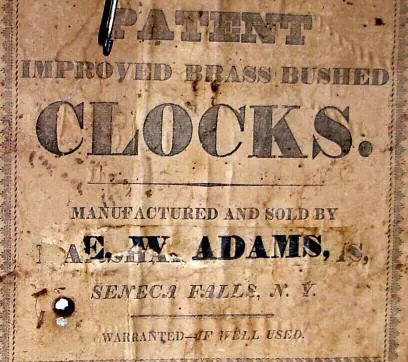 PATENT
IMPROVED BRASS BUSHED
CLOCKS.
MANUFACTURED AND SOLD BY
E. W. ADAMS,
SENECA FALLS, N. Y.
WARRANTED—IF WELL USED.